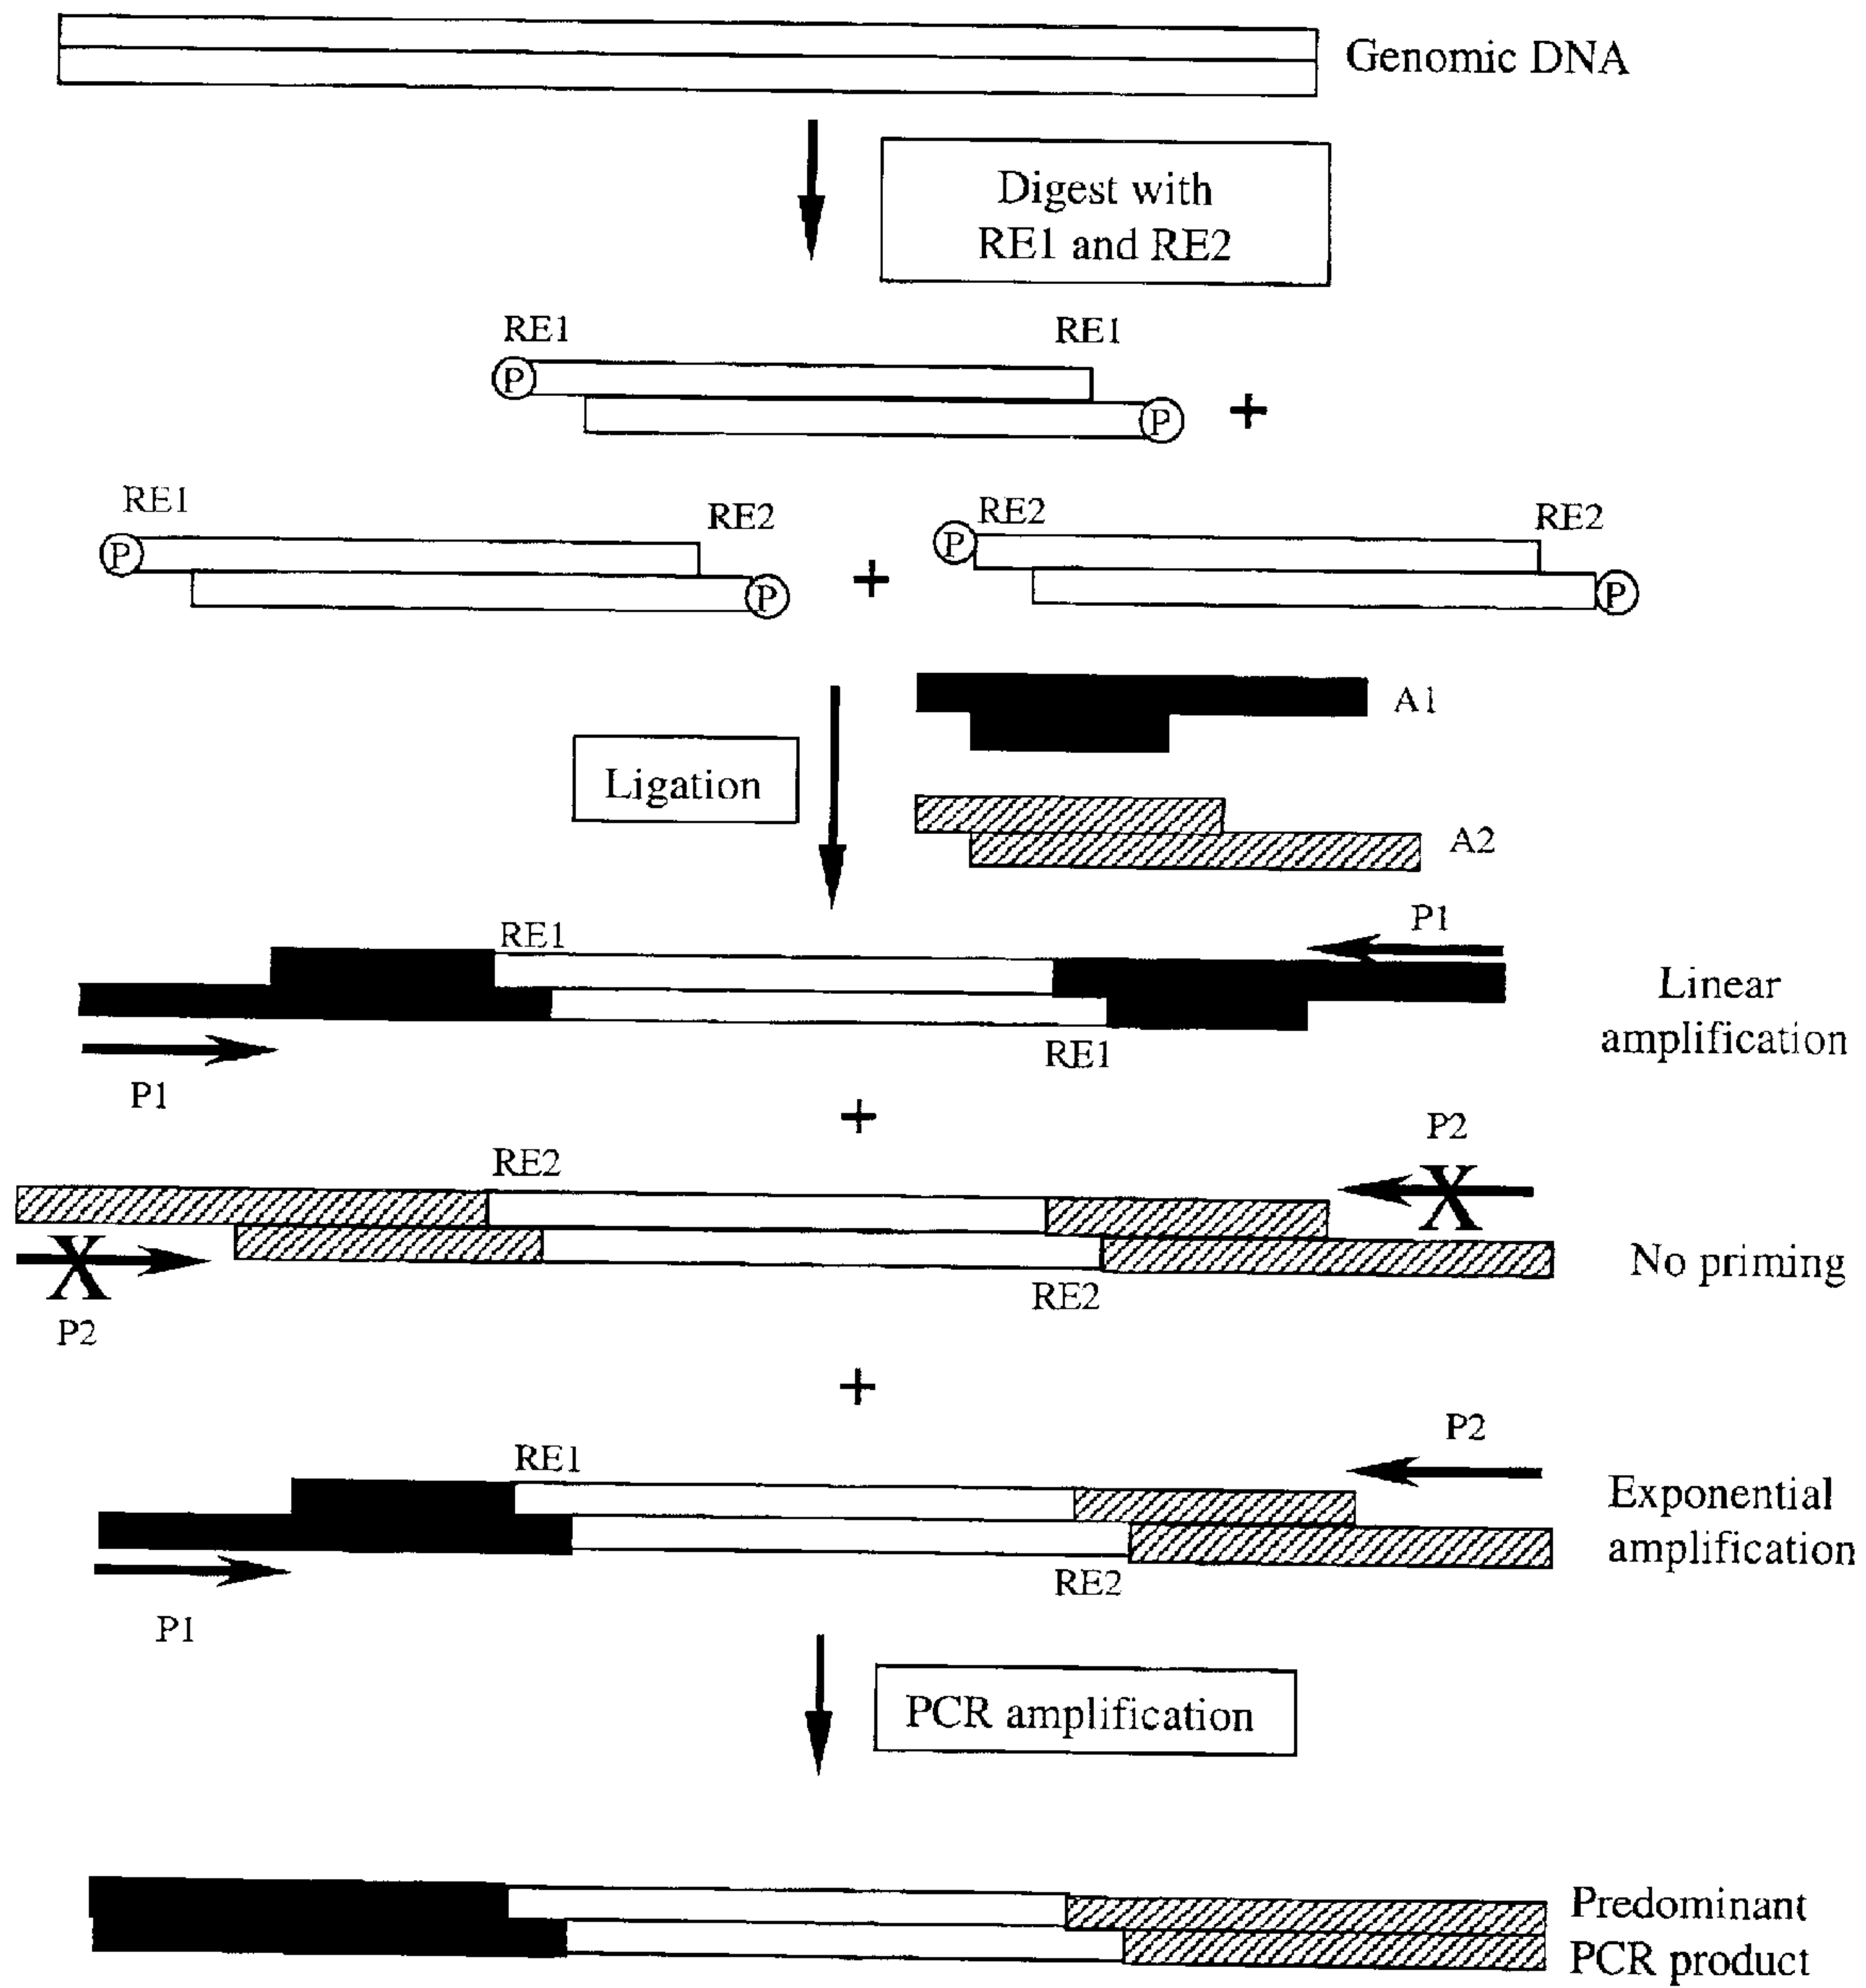 Genomic DNA
Digest with
RE1 and RE2
RE1
RE1
P
P
+
RE1
RE2
RE2
RE2
P
P
+
P
P
A1
Ligation
A2
P1
RE1
Linear
amplification
RE1
P1
+
P2
RE2
X
X
No priming
RE2
P2
+
P2
RE1
Exponential
amplification
RE2
P1
PCR amplification
Predominant
PCR product